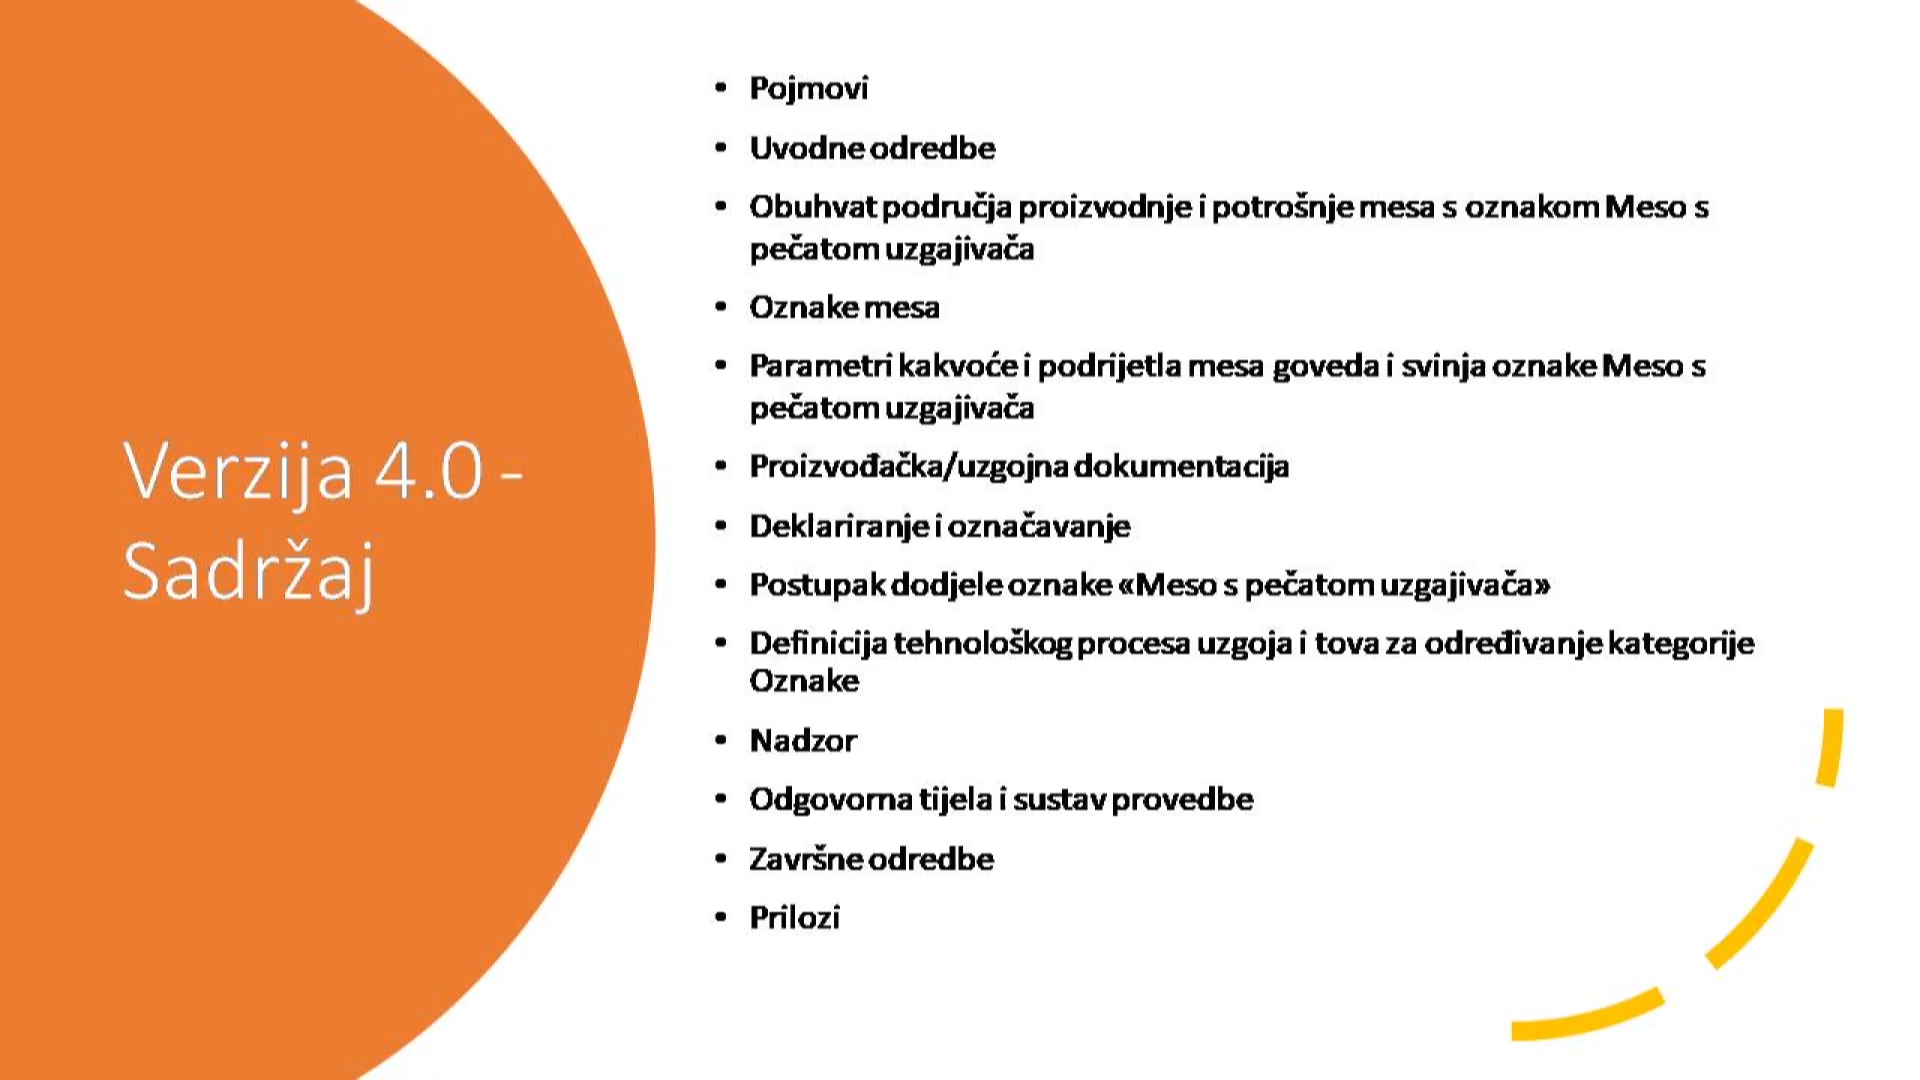 Verzija 4.0 -
Sadržaj
• Pojmovi
• Uvodne odredbe
• Obuhvat područja proizvodnje i potrošnje mesa s oznakom Meso s
pečatom uzgajivača
• Oznake mesa
• Parametri kakvoće i podrijetla mesa goveda i svinja oznake Meso s
pečatom uzgajivača
• Proizvođačka/uzgojna dokumentacija
• Deklariranje i označavanje
• Postupak dodjele oznake «Meso s pečatom uzgajivača»
• Definicija tehnološkog procesa uzgoja i tova za određivanje kategorije
Oznake
• Nadzor
• Odgovorna tijela i sustav provedbe
• Završne odredbe
• Prilozi